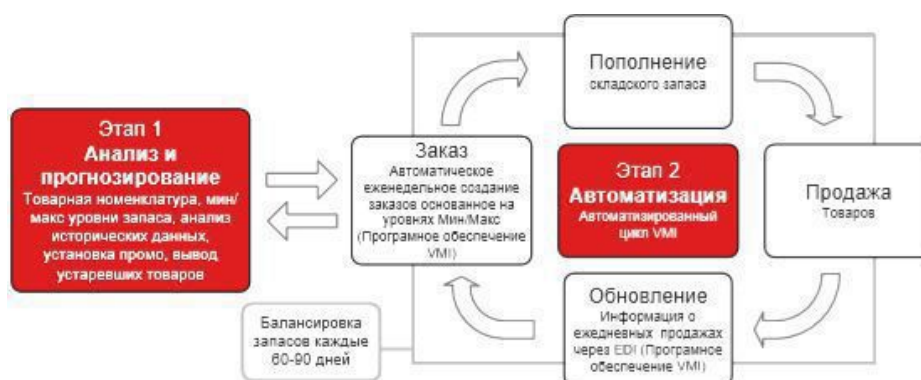 Этап 1
Анализ и
прогнозирование
Товарная номенклатура, мин/
макс уровни запаса, анализ
исторических данных,
установка промо, вывод
устаревших товаров
Заказ
Автоматическое
еженедельное создание
заказов основанное на
уровнях Мин/Макс
(Програмное обеспечение
VMI)
Пополнение
складского запаса
Этап 2
Автоматизация
Автоматизированный
цикл VMI
Продажа
Товаров
Обновление
Информация о
ежедневных продажах
через EDI (Програмное
обеспечение VMI)
Балансировка
запасов каждые
60-90 дней